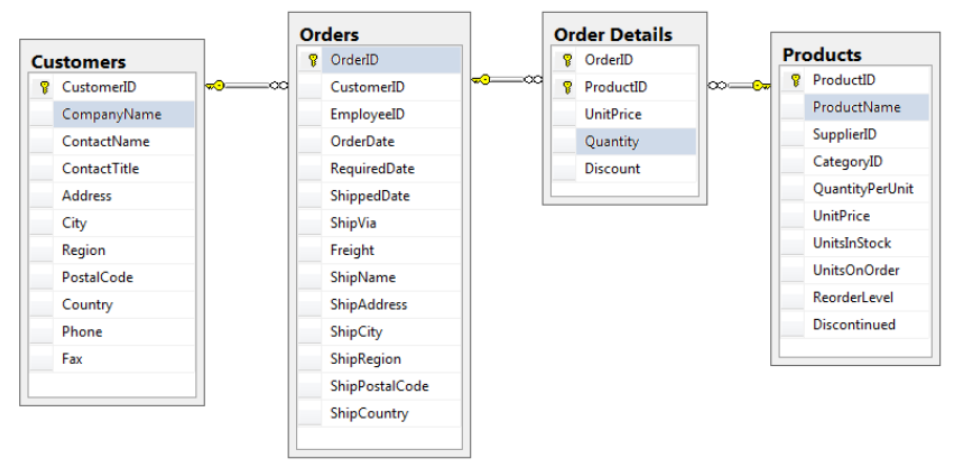 Customers
CustomerID
CompanyName
ContactName
ContactTitle
Address
City
Region
PostalCode
Country
Phone
Fax
Orders
OrderID
CustomerID
EmployeeID
OrderDate
RequiredDate
ShippedDate
ShipVia
Freight
ShipName
ShipAddress
ShipCity
ShipRegion
ShipPostalCode
ShipCountry
Order Details
OrderID
ProductID
UnitPrice
Quantity
Discount
Products
ProductID
ProductName
SupplierID
CategoryID
QuantityPerUnit
UnitPrice
UnitsInStock
UnitsOnOrder
ReorderLevel
Discontinued